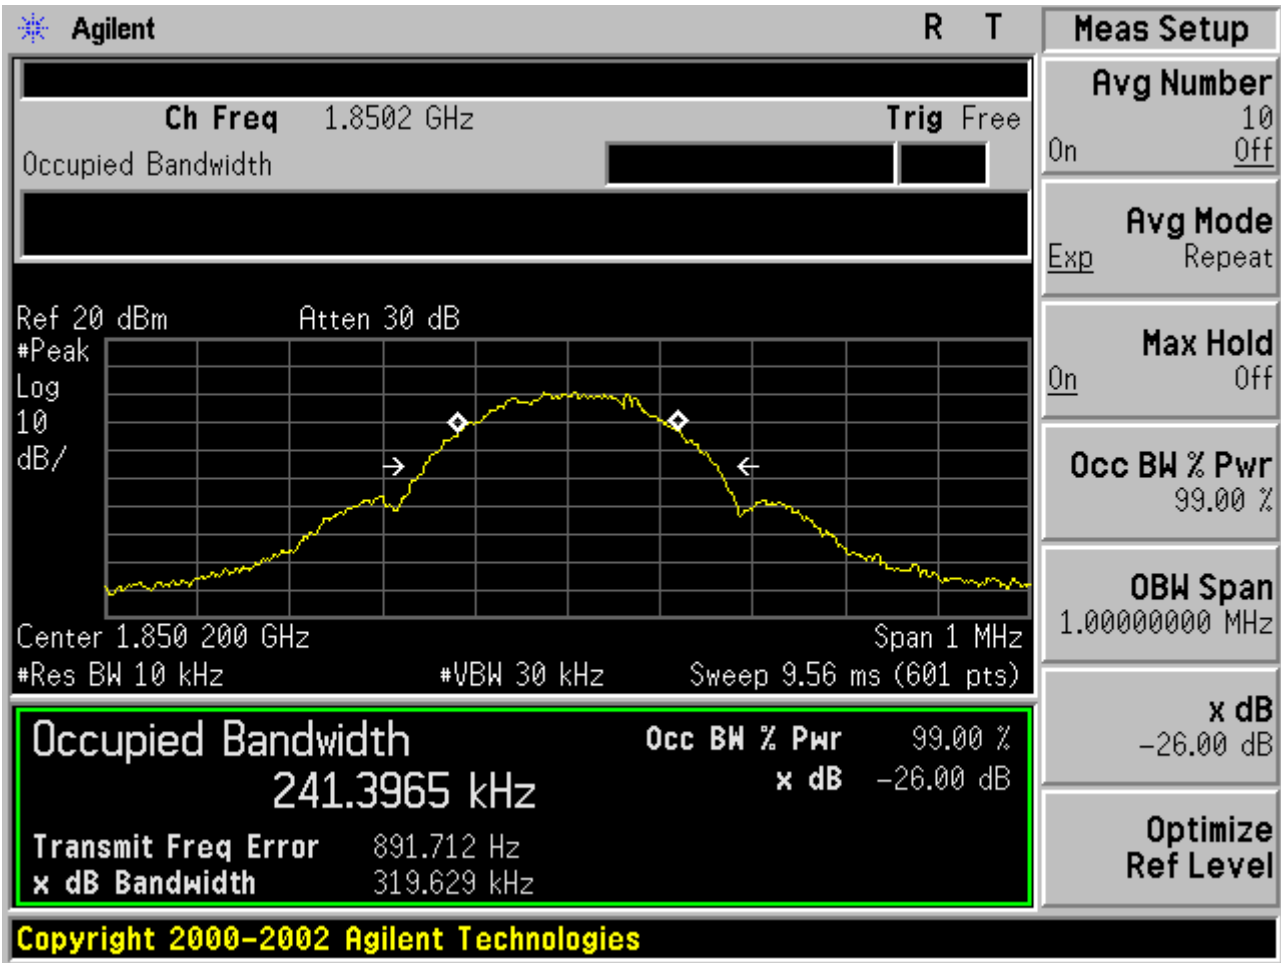 Agilent R T
Ch Freq 1.8502 GHz Trig Free
Occupied Bandwidth
Ref 20 dBm Atten 30 dB
#Peak
Log
10
dB/
Center 1.850 200 GHz Span 1 MHz
#Res BW 10 kHz #VBW 30 kHz Sweep 9.56 ms (601 pts)
Occupied Bandwidth Occ BW % Pwr 99.00 %
241.3965 kHz x dB -26.00 dB
Transmit Freq Error 891.712 Hz
x dB Bandwidth 319.629 kHz
Copyright 2000-2002 Agilent Technologies
Meas Setup
Avg Number
10
On Off
Avg Mode
Exp Repeat
Max Hold
On Off
Occ BW % Pwr
99.00 %
OBW Span
1.00000000 MHz
x dB
-26.00 dB
Optimize
Ref Level